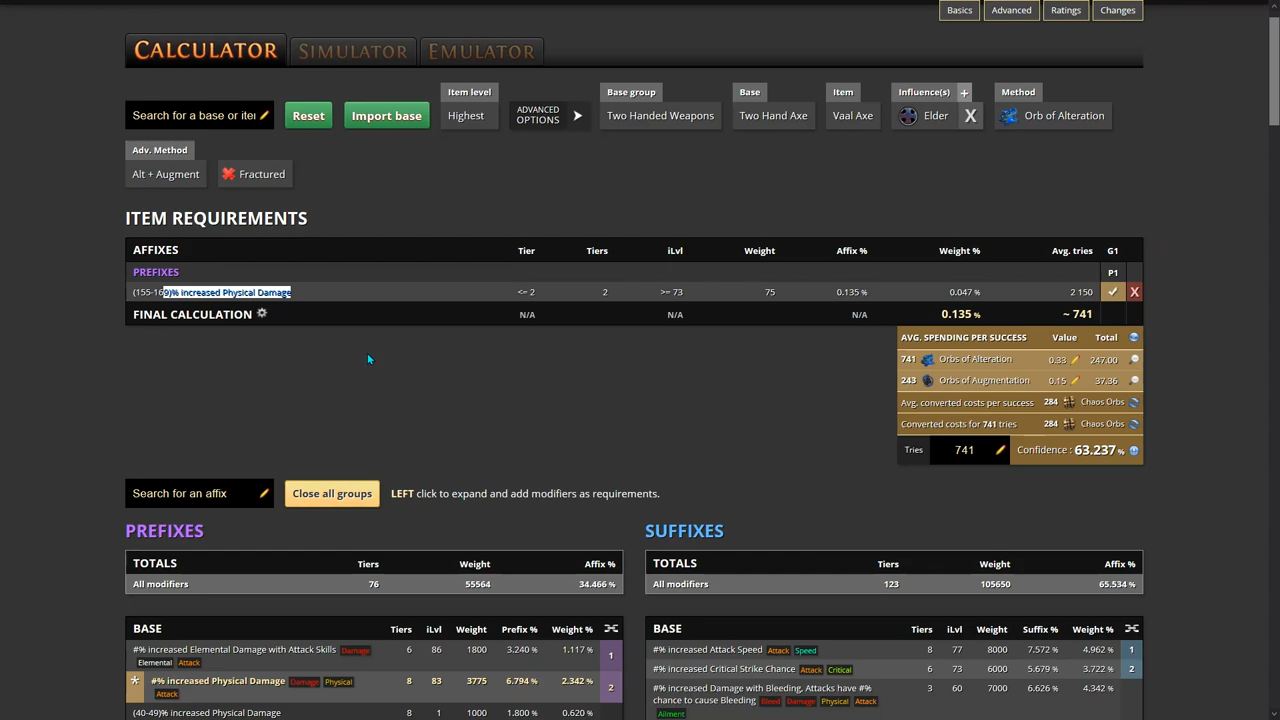 Basics Advanced Ratings Changes
CALCULATOR SIMULATOR EMULATOR
Item level Base group Base Item Influence(s) + Method
Search for a base or iter Reset Import base Highest ADVANCED OPTIONS Two Handed Weapons Two Hand Axe Vaal Axe Elder X Orb of Alteration
Adv. Method
Alt + Augment Fractured
ITEM REQUIREMENTS
AFFIXES Tier Tiers iLvl Weight Affix % Weight % Avg. tries G1
PREFIXES P1
(155-169)% increased Physical Damage <= 2 2 >= 73 75 0.135 % 0.047 % 2 150 X
FINAL CALCULATION N/A N/A N/A 0.135 % ~ 741
AVG. SPENDING PER SUCCESS Value Total
741 Orbs of Alteration 0.33 247.00
243 Orbs of Augmentation 0.15 37.36
Avg. converted costs per success 284 Chaos Orbs
Converted costs for 741 tries 284 Chaos Orbs
Tries 741 Confidence : 63.237 %
Search for an affix Close all groups LEFT click to expand and add modifiers as requirements.
PREFIXES
TOTALS Tiers Weight Affix %
All modifiers 76 55564 34.466 %
BASE Tiers iLvl Weight Prefix % Weight %
#% increased Elemental Damage with Attack Skills Damage 6 86 1800 3.240 % 1.117 % 1
Elemental Attack
* #% increased Physical Damage Damage Physical 8 83 3775 6.794 % 2.342 % 2
Attack
(40-49)% increased Physical Damage 8 1 1000 1.800 % 0.620 %
SUFFIXES
TOTALS Tiers Weight Affix %
All modifiers 123 105650 65.534 %
BASE Tiers iLvl Weight Suffix % Weight %
#% increased Attack Speed Attack Speed 8 77 8000 7.572 % 4.962 % 1
#% increased Critical Strike Chance Attack Critical 6 73 6000 5.679 % 3.722 % 2
#% increased Damage with Bleeding, Attacks have #% 3 60 7000 6.626 % 4.342 %
chance to cause Bleeding Bleed Damage Physical Attack
Ailment